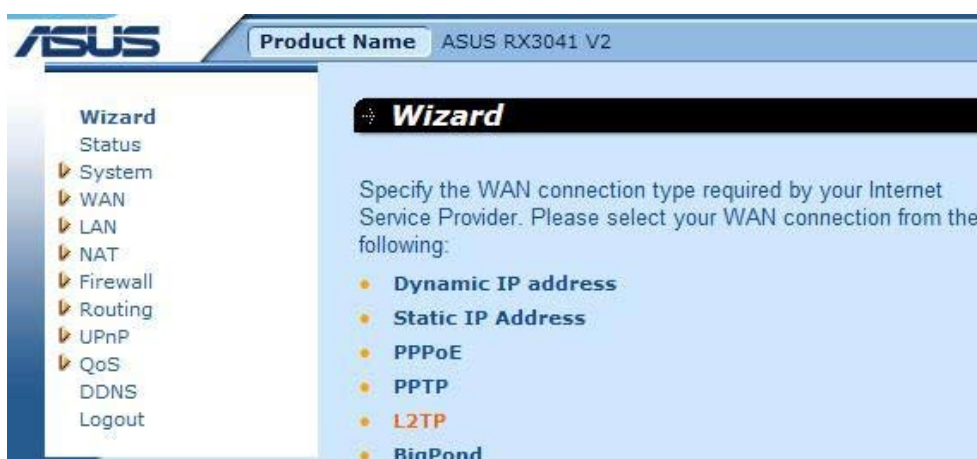 ASUS
Product Name ASUS RX3041 V2
Wizard
Status
System
WAN
LAN
NAT
Firewall
Routing
UPnP
QoS
DDNS
Logout
Wizard
Specify the WAN connection type required by your Internet
Service Provider. Please select your WAN connection from the
following:
Dynamic IP address
Static IP Address
PPPoE
PPTP
L2TP
BigPond